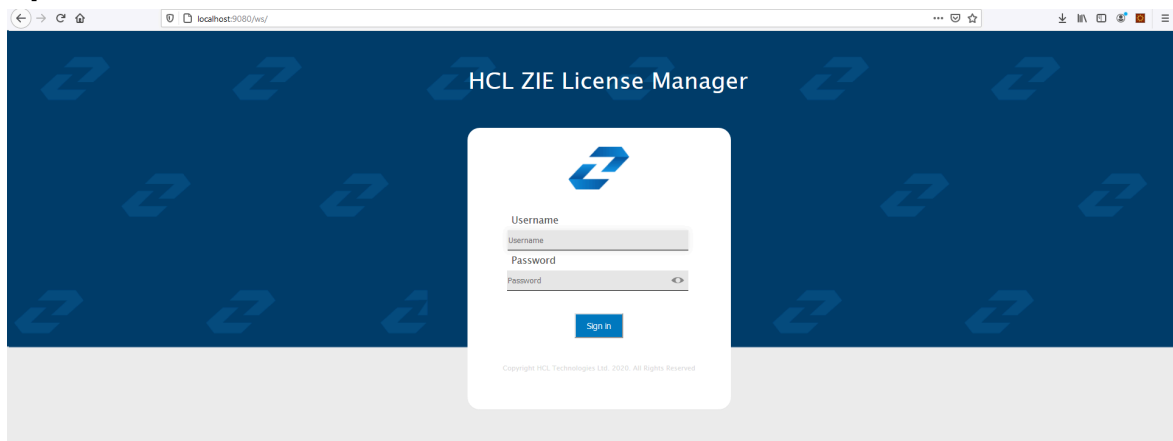 localhost:9080/ws/
HCL ZIE License Manager
Username
Username
Password
Password
Sign in
Copyright HCL Technologies Ltd. 2020. All Rights Reserved